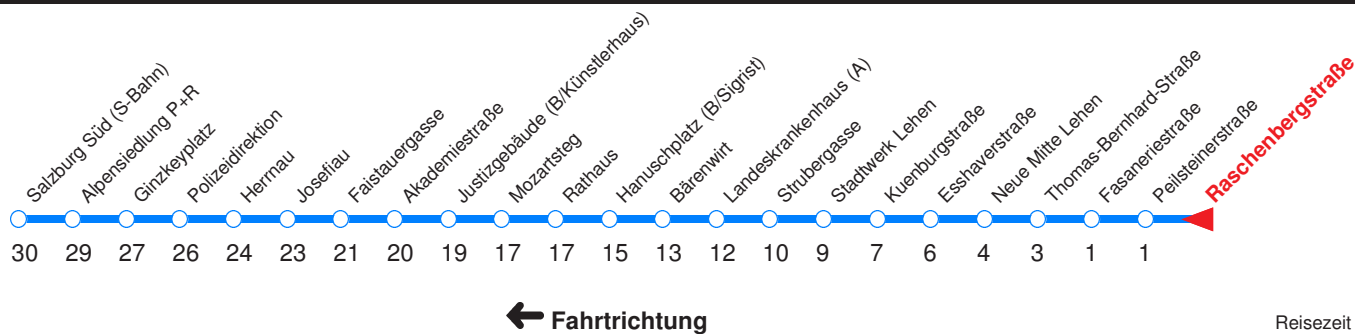 Salzburg Süd (S-Bahn)
Alpensiedlung P+R
Ginzkeyplatz
Polizeidirektion
Herrnau
Josefiau
Faistauergasse
Akademiestraße
Justizgebäude (B/Künstlerhaus)
Mozartsteg
Rathaus
Hanuschplatz (B/Sigrist)
Bärenwirt
Landeskrankenhaus (A)
Strubergasse
Stadtwerk Lehen
Kuenburgstraße
Esshaverstraße
Neue Mitte Lehen
Thomas-Bernhard-Straße
Fasaneriestraße
Peilsteinerstraße
Raschenbergstraße
30 29 27 26 24 23 21 20 19 17 17 15 13 12 10 9 7 6 4 3 1 1
Fahrtrichtung
Reisezeit